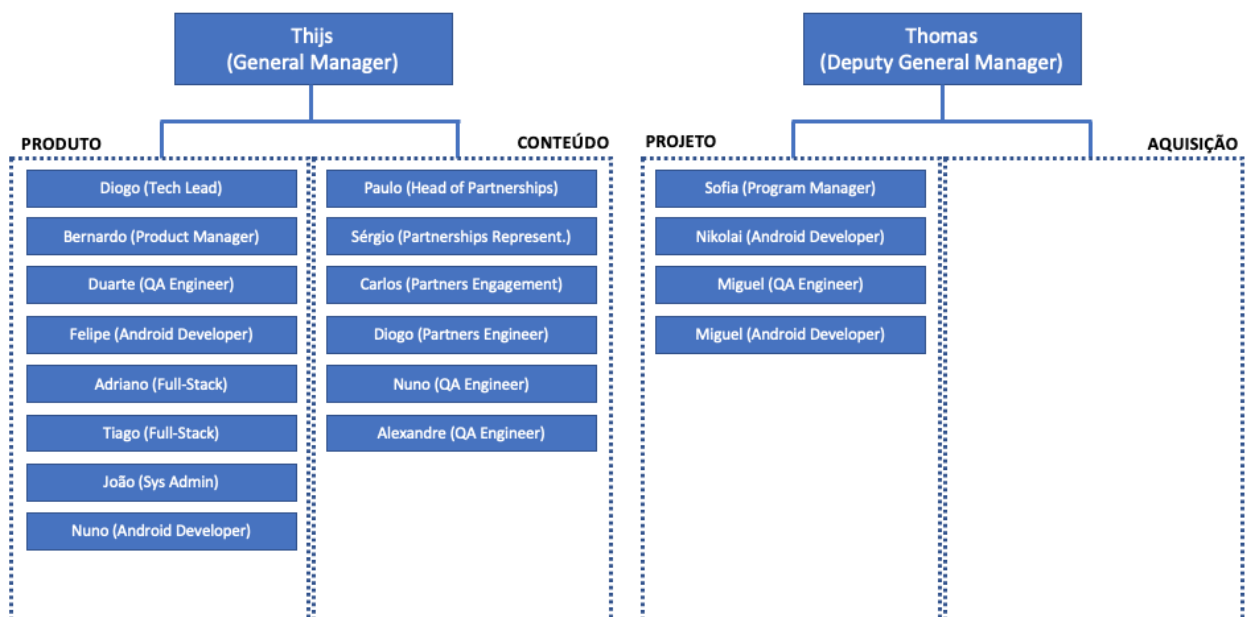 Thijs
(General Manager)
Thomas
(Deputy General Manager)
PRODUTO
CONTEÚDO
PROJETO
AQUISIÇÃO
Diogo (Tech Lead)
Bernardo (Product Manager)
Duarte (QA Engineer)
Felipe (Android Developer)
Adriano (Full-Stack)
Tiago (Full-Stack)
João (Sys Admin)
Nuno (Android Developer)
Paulo (Head of Partnerships)
Sérgio (Partnerships Represent.)
Carlos (Partners Engagement)
Diogo (Partners Engineer)
Nuno (QA Engineer)
Alexandre (QA Engineer)
Sofia (Program Manager)
Nikolai (Android Developer)
Miguel (QA Engineer)
Miguel (Android Developer)